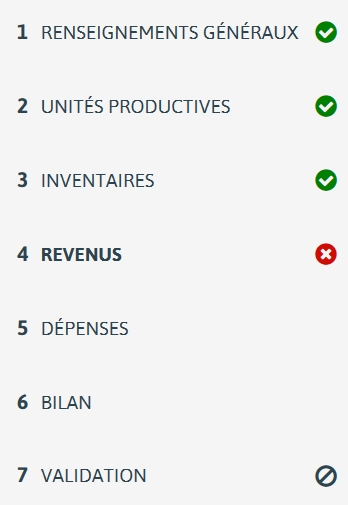 1 RENSEIGNEMENTS GÉNÉRAUX
2 UNITÉS PRODUCTIVES
3 INVENTAIRES
4 REVENUS
5 DÉPENSES
6 BILAN
7 VALIDATION